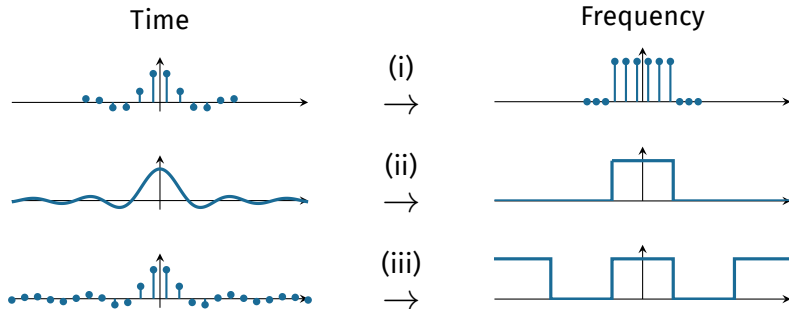 Time
Frequency
(i)
→
(ii)
→
(iii)
→